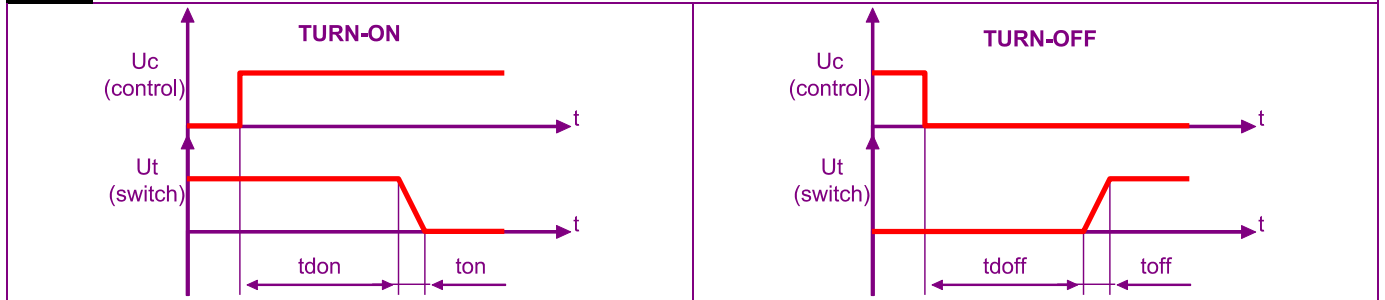 TURN-ON
Uc
(control)
t
Ut
(switch)
t
tdon
ton
TURN-OFF
Uc
(control)
t
Ut
(switch)
t
tdoff
toff